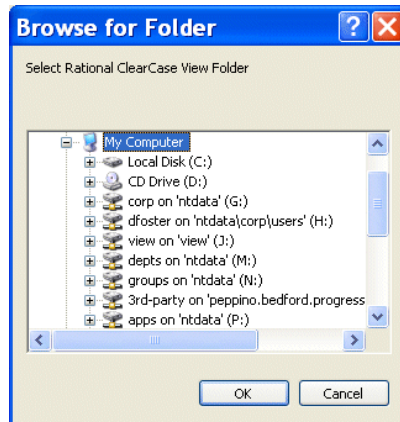 Browse for Folder
Select Rational ClearCase View Folder
My Computer
Local Disk (C:)
CD Drive (D:)
corp on 'ntdata' (G:)
dfoster on 'ntdata\corp\users' (H:)
view on 'view' (J:)
depts on 'ntdata' (M:)
groups on 'ntdata' (N:)
3rd-party on 'peppino.bedford.progress
apps on 'ntdata' (P:)
OK Cancel